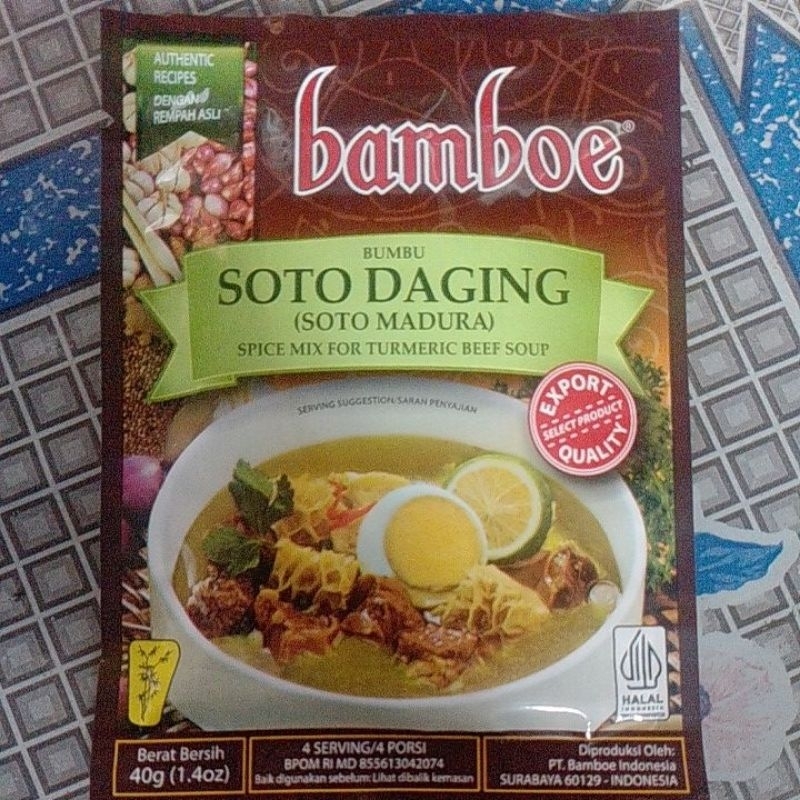 AUTHENTIC
RECIPES
DENGAN
REMPAH ASLI
bamboe®
BUMBU
SOTO DAGING
(SOTO MADURA)
SPICE MIX FOR TURMERIC BEEF SOUP
EXPORT
SELECT PRODUCT
QUALITY
SERVING SUGGESTION/SARAN PENYAJIAN
HALAL
INDONESIA
Berat Bersih
40g (1.4oz)
4 SERVING/4 PORSI
BPOM RI MD 855613042074
Baik digunakan sebelum: Lihat dibalik kemasan
Diproduksi Oleh:
PT. Bamboe Indonesia
SURABAYA 60129 - INDONESIA